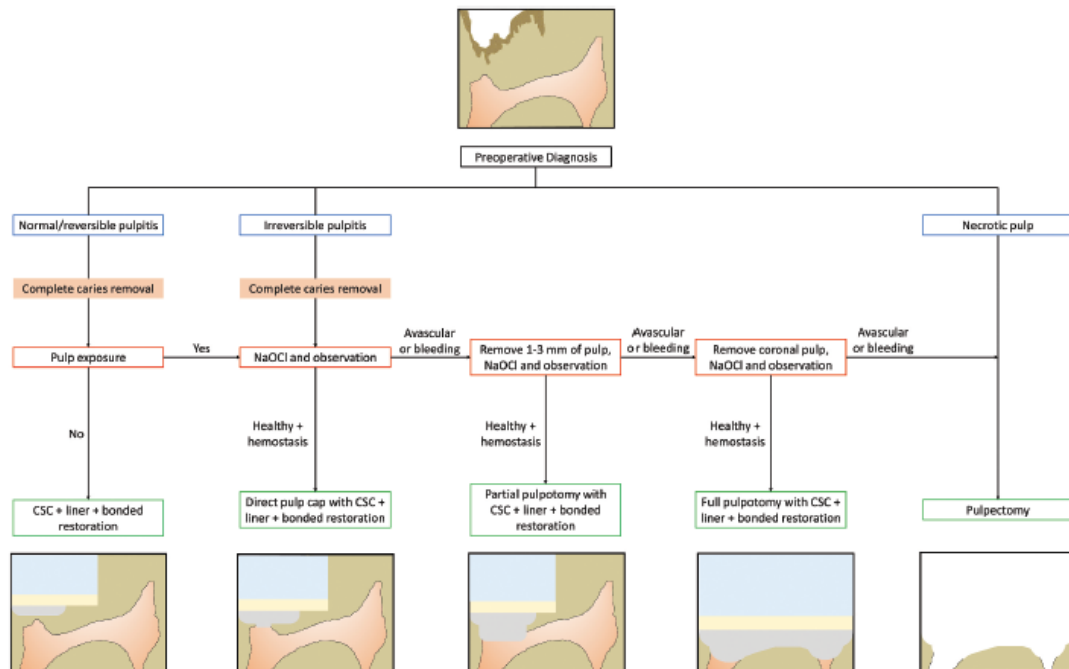 Preoperative Diagnosis
Normal/reversible pulpitis
Irreversible pulpitis
Necrotic pulp
Complete caries removal
Complete caries removal
Pulp exposure
Yes
NaOCl and observation
Avascular
or bleeding
Remove 1-3 mm of pulp,
NaOCl and observation
Avascular
or bleeding
Remove coronal pulp,
NaOCl and observation
Avascular
or bleeding
No
Healthy +
hemostasis
Healthy +
hemostasis
Healthy +
hemostasis
CSC + liner + bonded
restoration
Direct pulp cap with CSC +
liner + bonded restoration
Partial pulpotomy with
CSC + liner + bonded
restoration
Full pulpotomy with CSC +
liner + bonded restoration
Pulpectomy